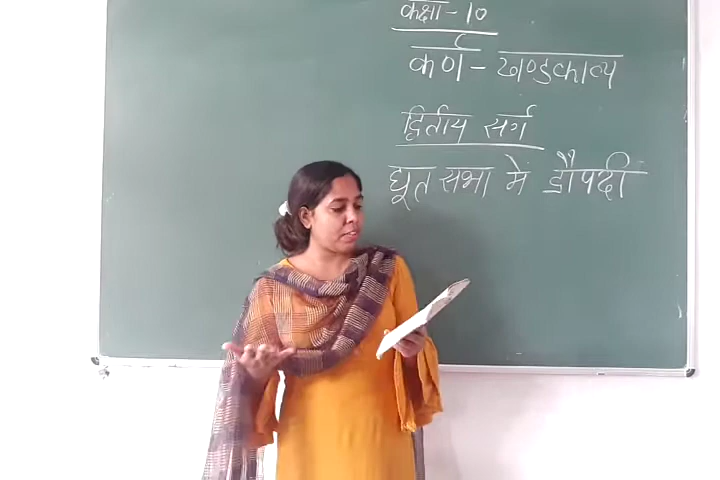 कक्षा - 10
कर्ण - खण्डकाव्य
द्वितीय सर्ग
द्यूत सभा में द्रौपदी